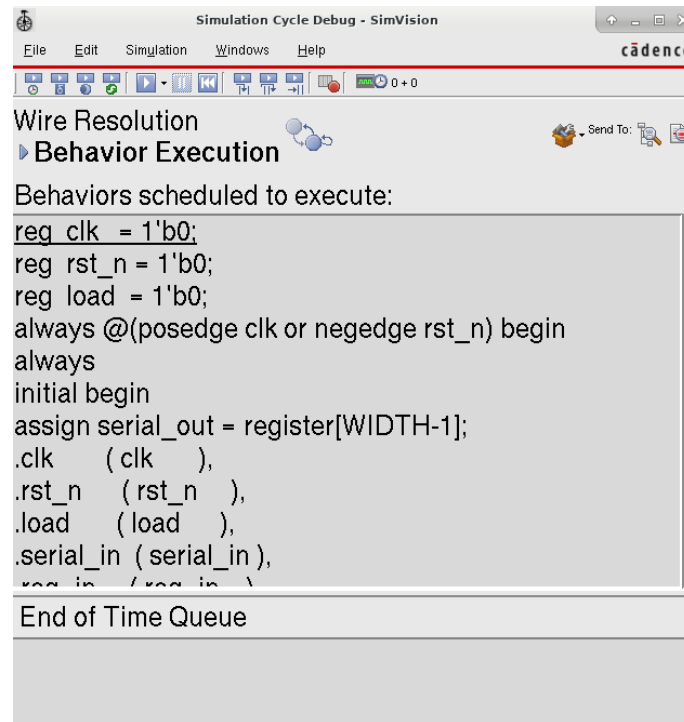 Simulation Cycle Debug - SimVision
File Edit Simulation Windows Help cādence
0 + 0
Wire Resolution
Behavior Execution
Send To:
Behaviors scheduled to execute:
reg clk = 1'b0;
reg rst_n = 1'b0;
reg load = 1'b0;
always @(posedge clk or negedge rst_n) begin
always
initial begin
assign serial_out = register[WIDTH-1];
.clk ( clk ),
.rst_n ( rst_n ),
.load ( load ),
.serial_in ( serial_in ),
End of Time Queue